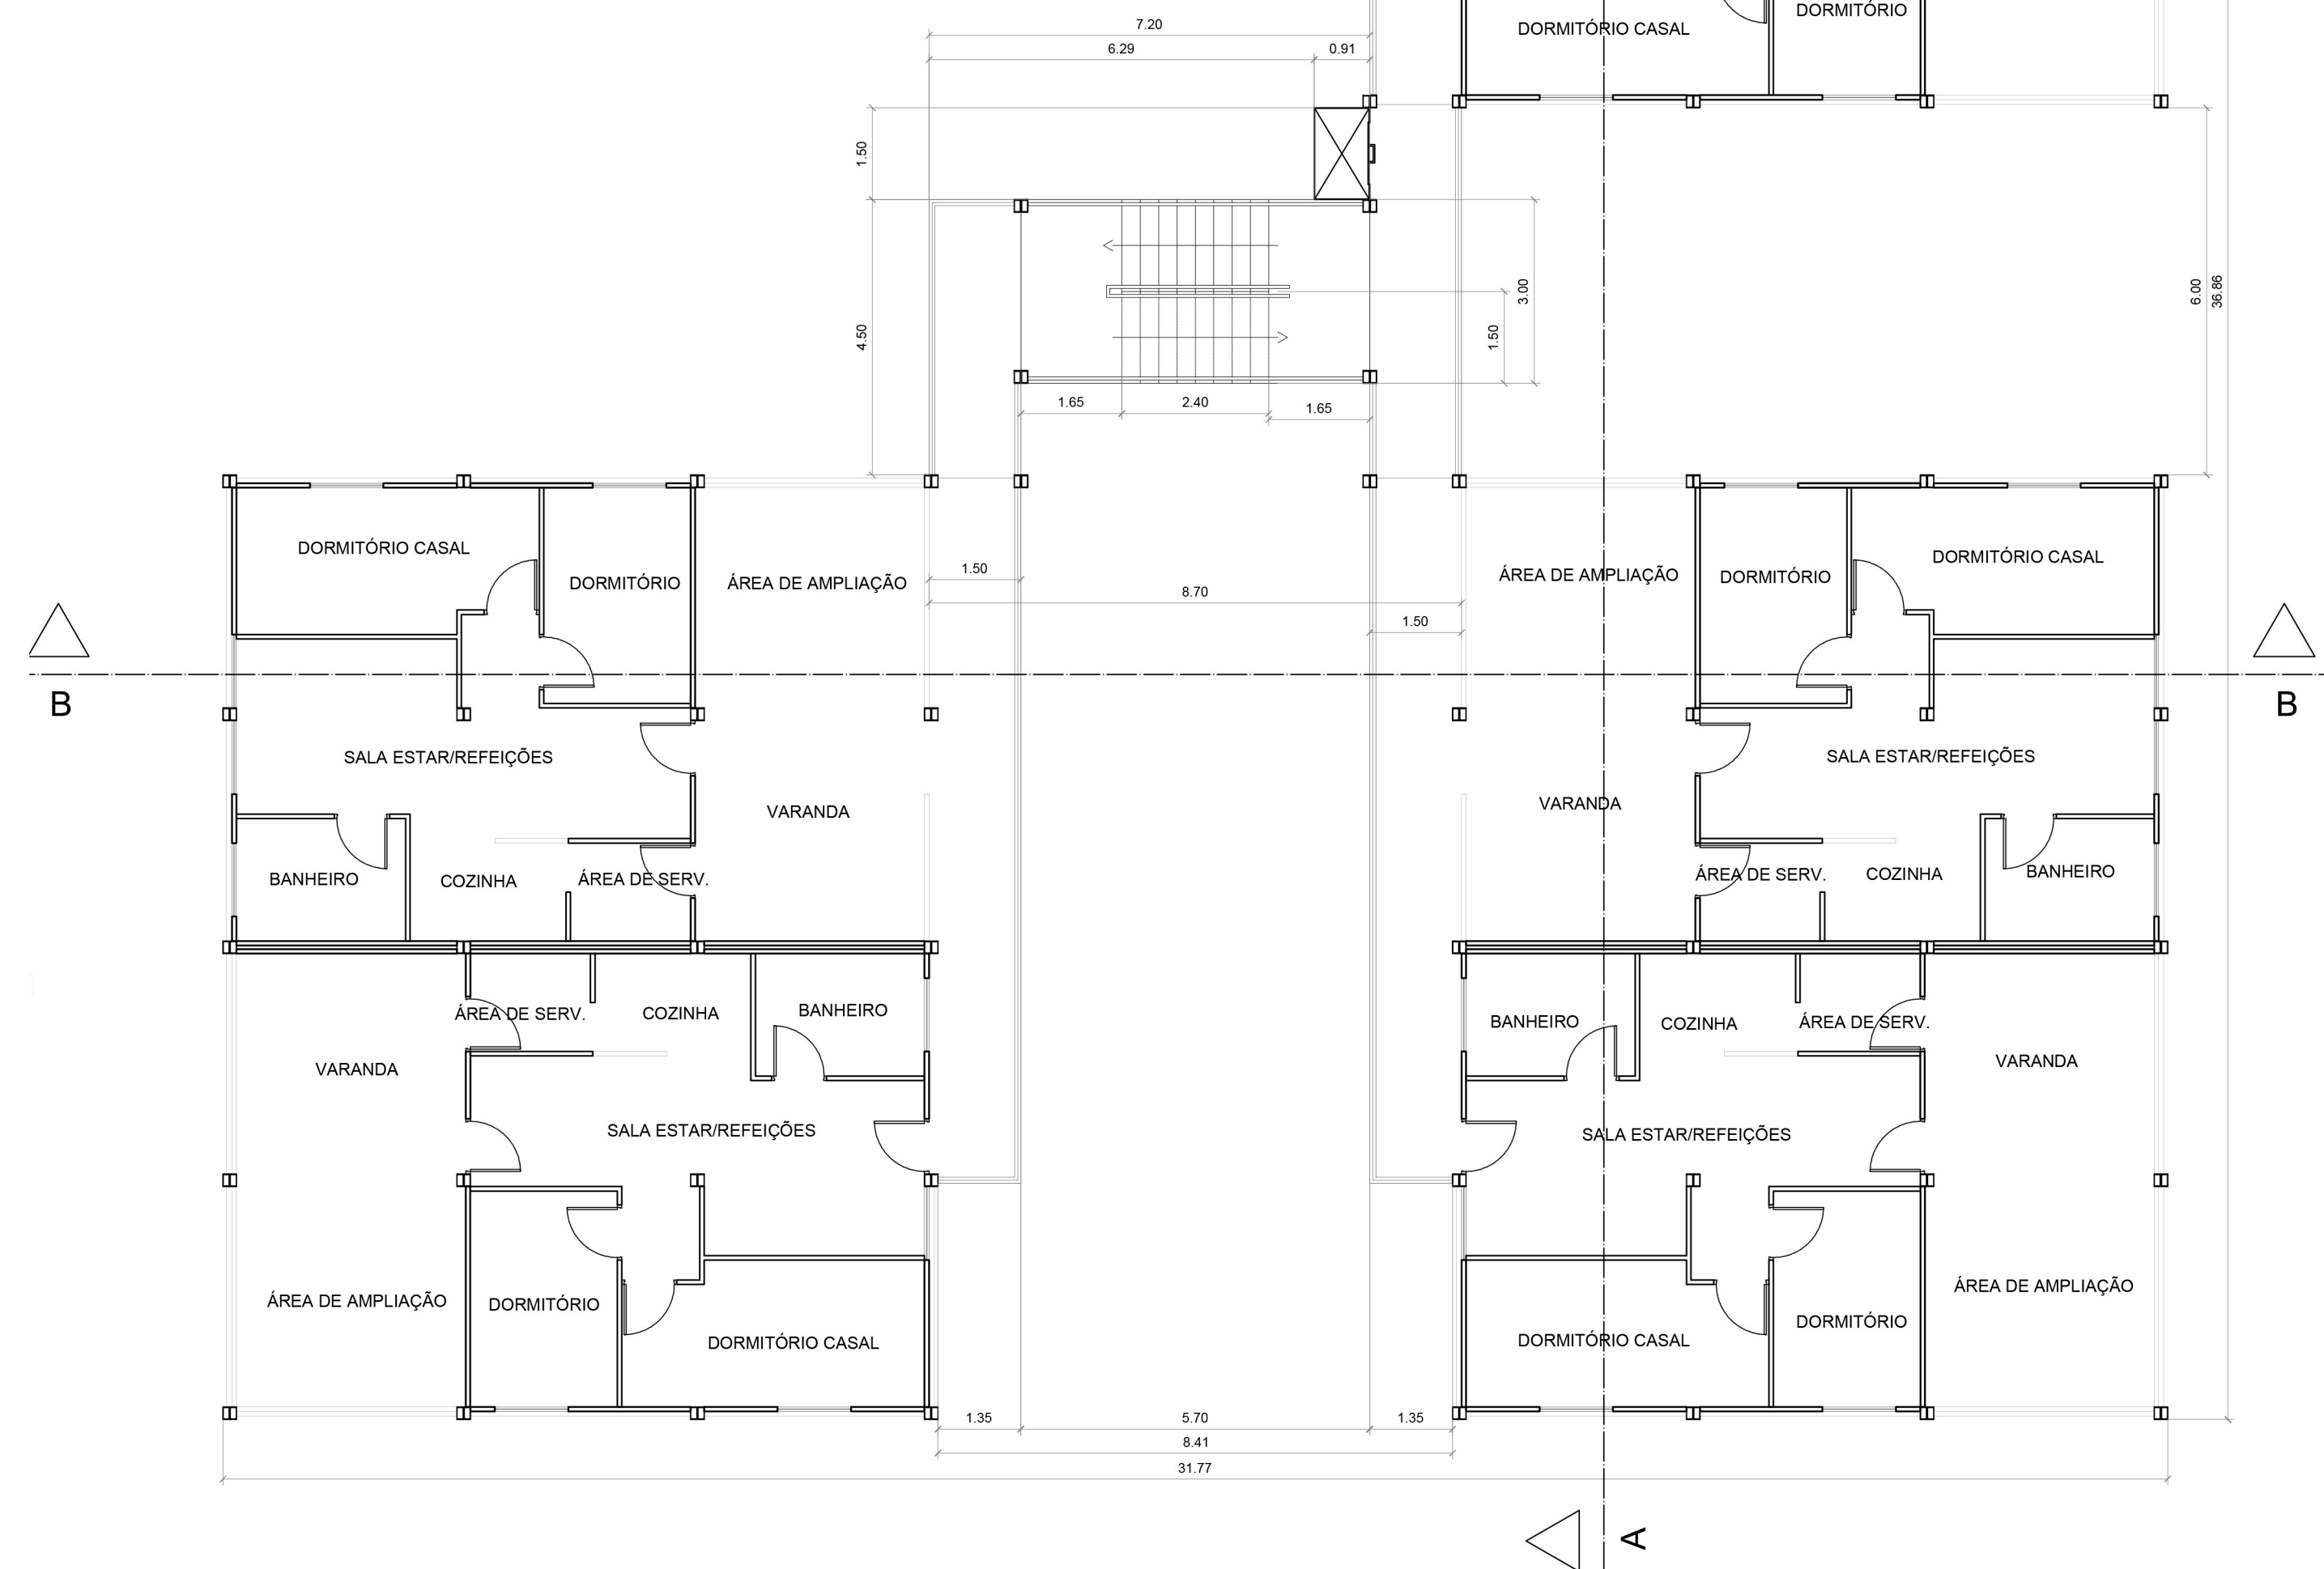 DORMITÓRIO
7.20
DORMITÓRIO CASAL
6.29
0.91
1.50
3.00
6.00
36.86
4.50
1.50
1.65
2.40
1.65
DORMITÓRIO CASAL
DORMITÓRIO CASAL
1.50
ÁREA DE AMPLIAÇÃO
DORMITÓRIO
DORMITÓRIO
ÁREA DE AMPLIAÇÃO
8.70
1.50
B
B
SALA ESTAR/REFEIÇÕES
SALA ESTAR/REFEIÇÕES
VARANDA
VARANDA
BANHEIRO
COZINHA
ÁREA DE SERV.
ÁREA DE SERV.
COZINHA
BANHEIRO
ÁREA DE SERV.
COZINHA
BANHEIRO
BANHEIRO
COZINHA
ÁREA DE SERV.
VARANDA
VARANDA
SALA ESTAR/REFEIÇÕES
SALA ESTAR/REFEIÇÕES
ÁREA DE AMPLIAÇÃO
DORMITÓRIO
DORMITÓRIO CASAL
DORMITÓRIO CASAL
DORMITÓRIO
ÁREA DE AMPLIAÇÃO
1.35
5.70
1.35
8.41
31.77
A